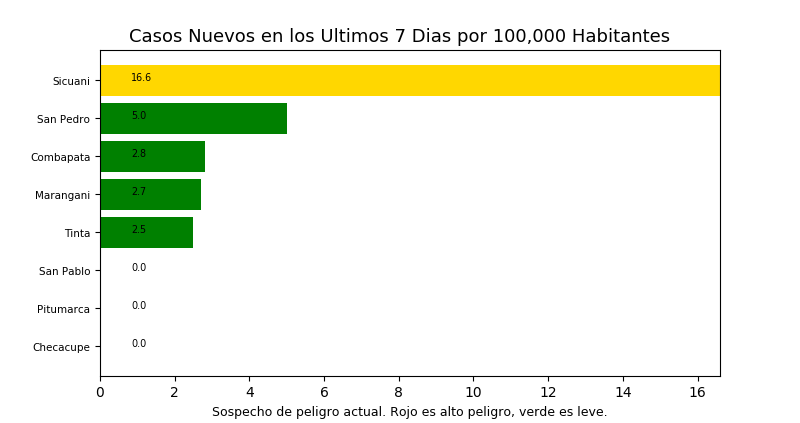 Casos Nuevos en los Ultimos 7 Dias por 100,000 Habitantes
Sicuani 16.6
San Pedro 5.0
Combapata 2.8
Marangani 2.7
Tinta 2.5
San Pablo 0.0
Pitumarca 0.0
Checacupe 0.0
0 2 4 6 8 10 12 14 16
Sospecho de peligro actual. Rojo es alto peligro, verde es leve.